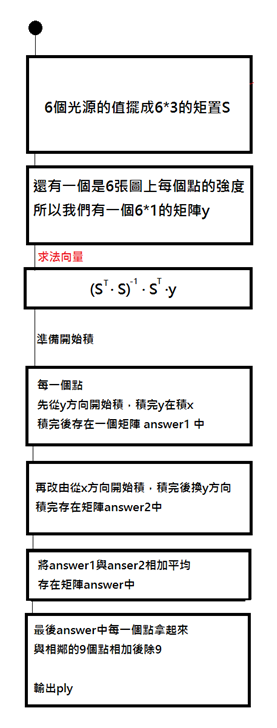 6個光源的值擺成6*3的矩置S
還有一個是6張圖上每個點的強度
所以我們有一個6*1的矩陣y
求法向量
(Sᵀ · S)⁻¹ · Sᵀ ·y
準備開始積
每一個點
先從y方向開始積，積完y在積x
積完後存在一個矩陣 answer1 中
再改由從x方向開始積，積完後換y方向
積完存在矩陣answer2中
將answer1與anser2相加平均
存在矩陣answer中
最後answer中每一個點拿起來
與相鄰的9個點相加後除9
輸出ply